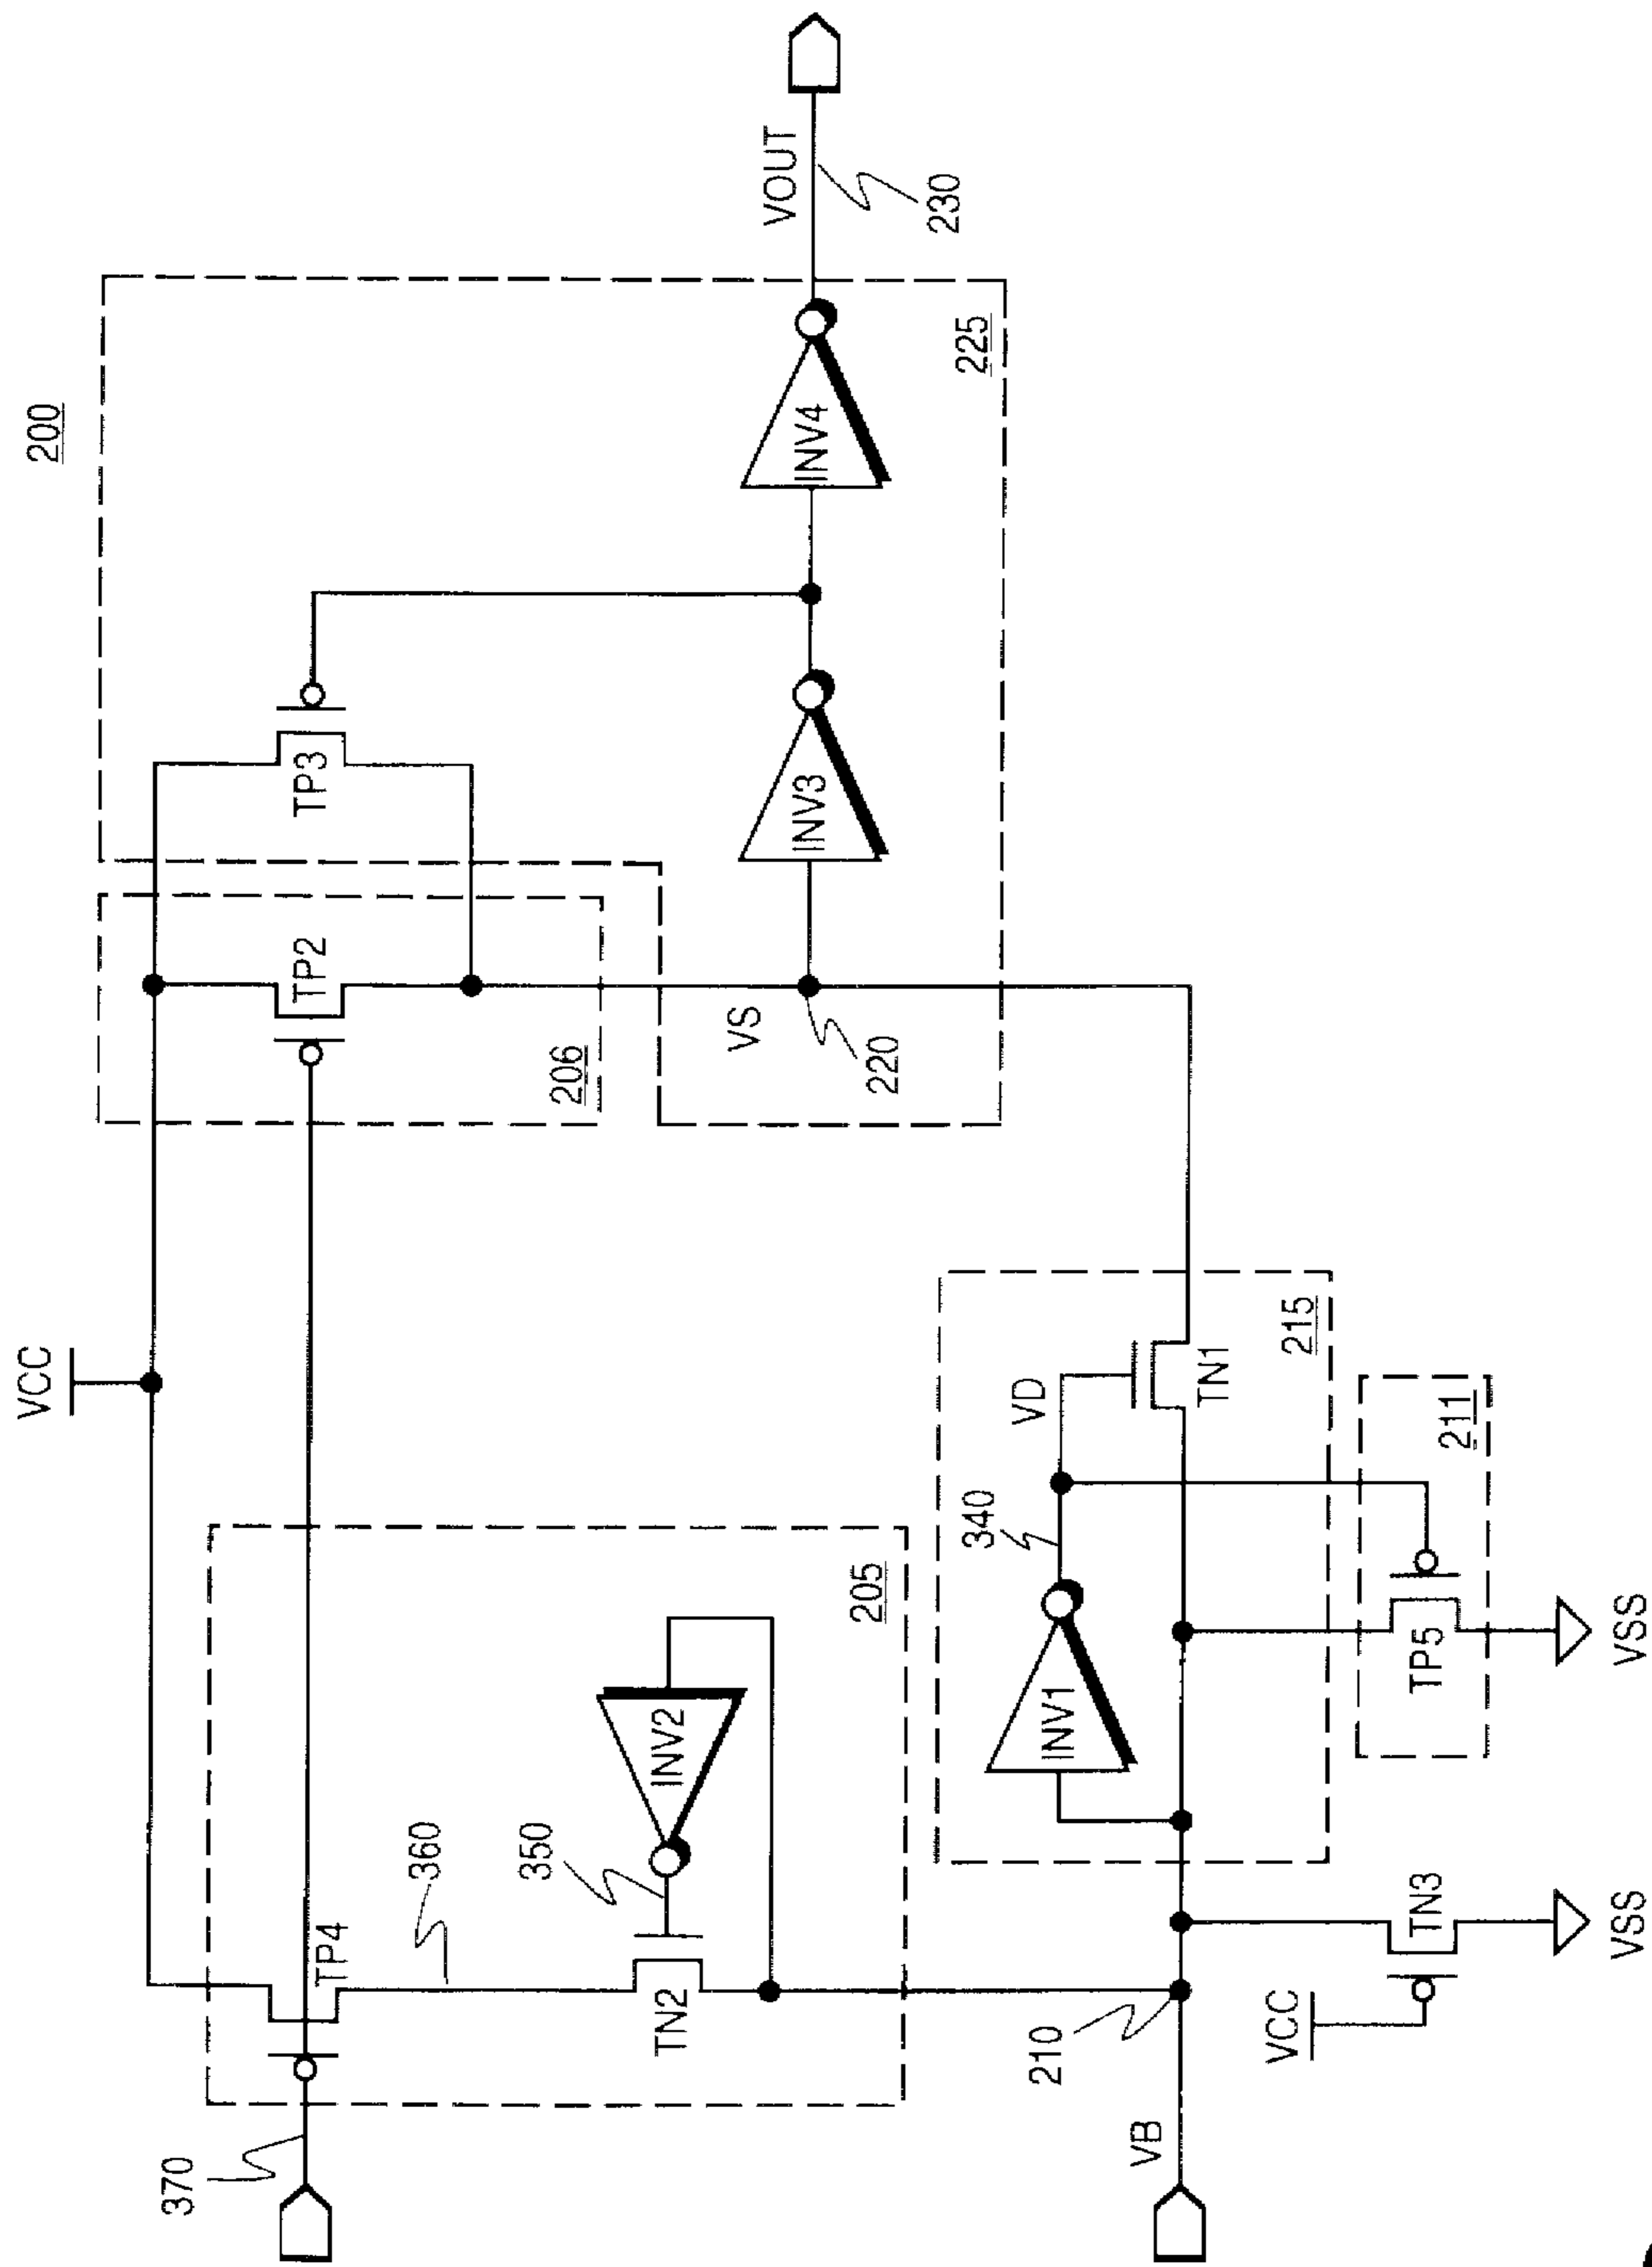 200
VCC
370
TP4
360
350
TN2
INV2
205
TP2
206
TP3
VS
220
INV3
INV4
225
VOUT
230
VB
210
VCC
TN3
VSS
INV1
340
VD
TN1
215
TP5
211
VSS